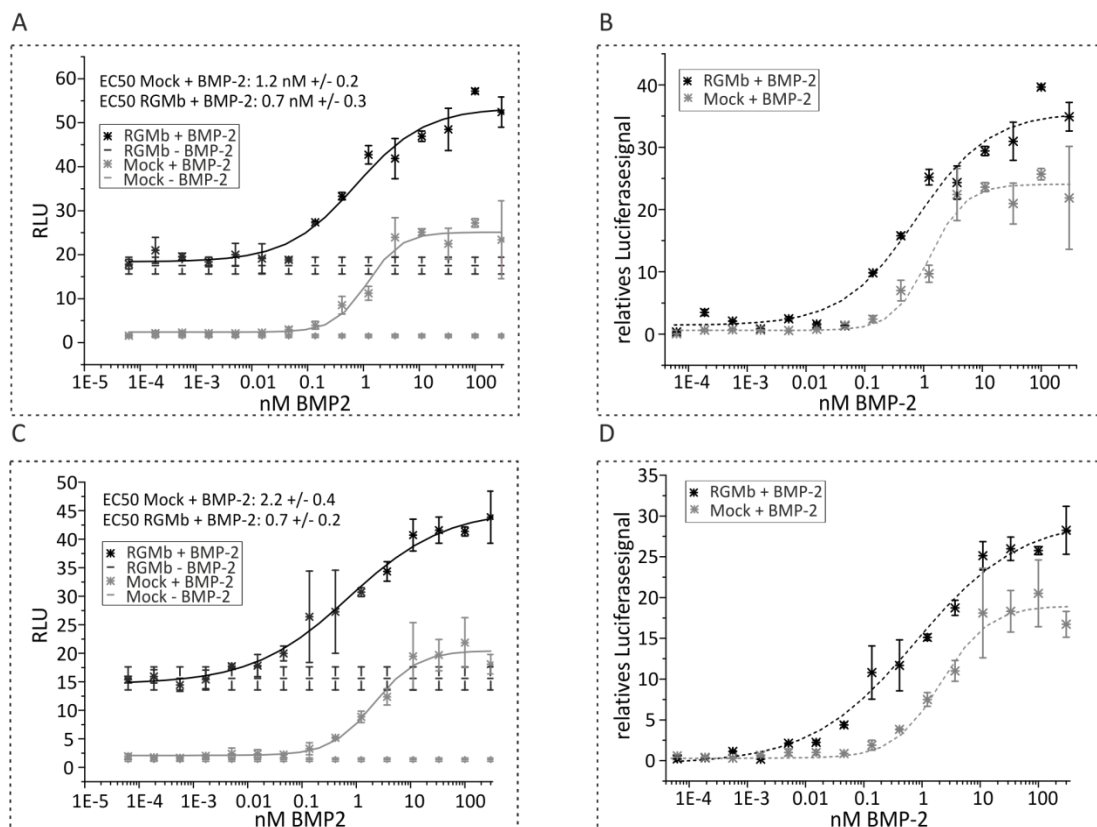 A
60
50
40
30
20
10
0
RLU
EC50 Mock + BMP-2: 1.2 nM +/- 0.2
EC50 RGMb + BMP-2: 0.7 nM +/- 0.3
RGMb + BMP-2
RGMb - BMP-2
Mock + BMP-2
Mock - BMP-2
1E-5 1E-4 1E-3 0.01 0.1 1 10 100
nM BMP2
B
40
30
20
10
0
relatives Luciferasesignal
RGMb + BMP-2
Mock + BMP-2
1E-4 1E-3 0.01 0.1 1 10 100
nM BMP-2
C
50
45
40
35
30
25
20
15
10
5
0
RLU
EC50 Mock + BMP-2: 2.2 +/- 0.4
EC50 RGMb + BMP-2: 0.7 +/- 0.2
RGMb + BMP-2
RGMb - BMP-2
Mock + BMP-2
Mock - BMP-2
1E-5 1E-4 1E-3 0.01 0.1 1 10 100
nM BMP2
D
35
30
25
20
15
10
5
0
relatives Luciferasesignal
RGMb + BMP-2
Mock + BMP-2
1E-4 1E-3 0.01 0.1 1 10 100
nM BMP-2